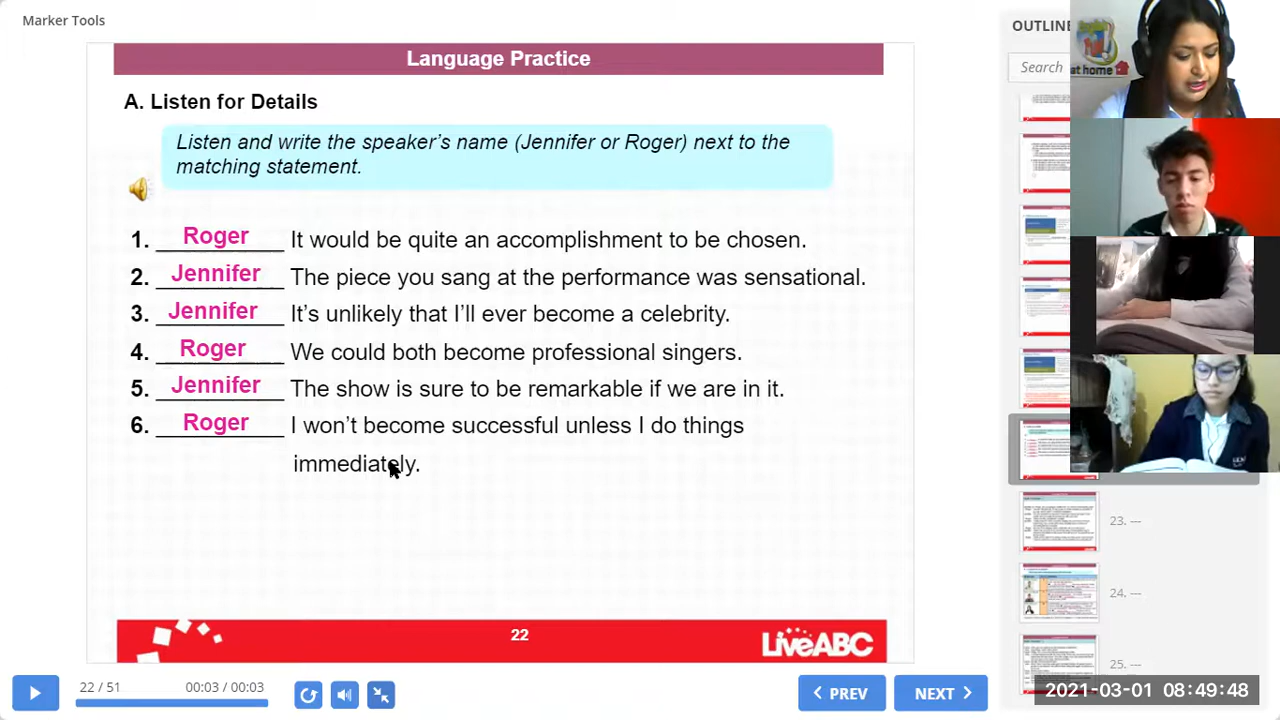 Marker Tools
OUTLINE
Search
at home
Language Practice
A. Listen for Details
Listen and write speaker's name (Jennifer or Roger) next to the
matching statement.
1. Roger It would be quite an accomplishment to be chosen.
2. Jennifer The piece you sang at the performance was sensational.
3. Jennifer It's that I'll ever become a celebrity.
4. Roger We could both become professional singers.
5. Jennifer The show is sure to be remarkable if we are in it.
6. Roger I won't become successful unless I do things
immediately.
22
LiveABC
23. —
24. —
25. —
22 / 51
00:03 / 00:03
PREV
NEXT
2021-03-01 08:49:48